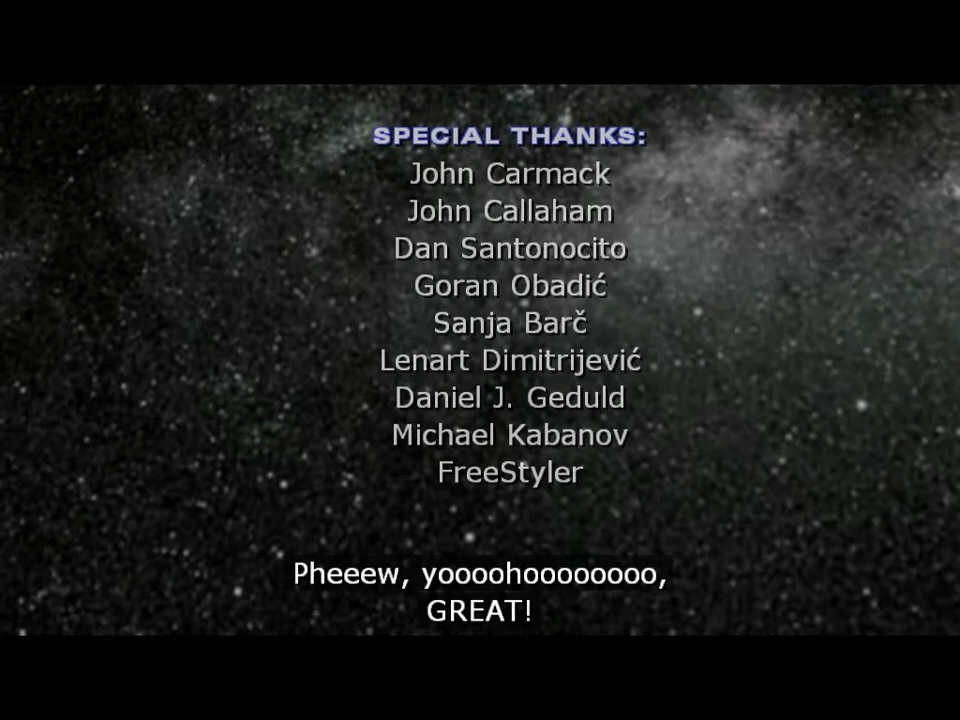 SPECIAL THANKS:
John Carmack
John Callaham
Dan Santonocito
Goran Obadić
Sanja Barč
Lenart Dimitrijević
Daniel J. Geduld
Michael Kabanov
FreeStyler
Pheeew, yoooohoooooooo,
GREAT!